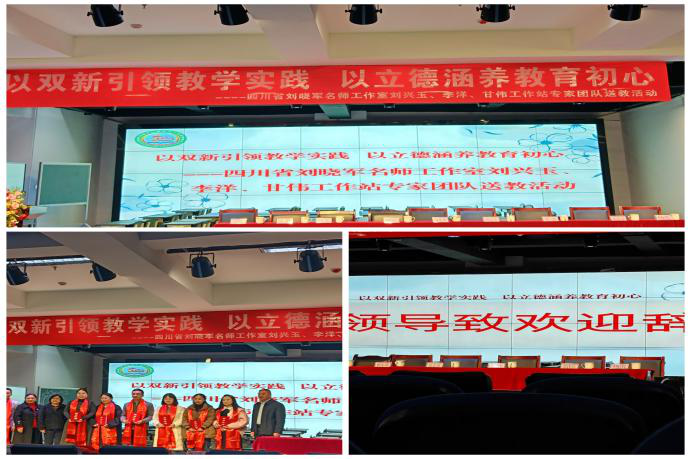 以双新引领教学实践 以立德涵养教育初心
----四川省刘晓军名师工作室刘兴玉、李洋、甘伟工作站专家团队送教活动
以双新引领教学实践 以立德涵养教育初心
---四川省刘晓军名师工作室刘兴玉、
李洋、甘伟工作站专家团队送教活动
双新引领教学实践 以立德涵
----四川省刘晓军名师工作室刘兴玉、李洋、
以双新引领教学实践 以立德
四川省刘 军名师
工作站专
以双新引领教学实践 以立德涵养教育初心
领导致欢迎辞